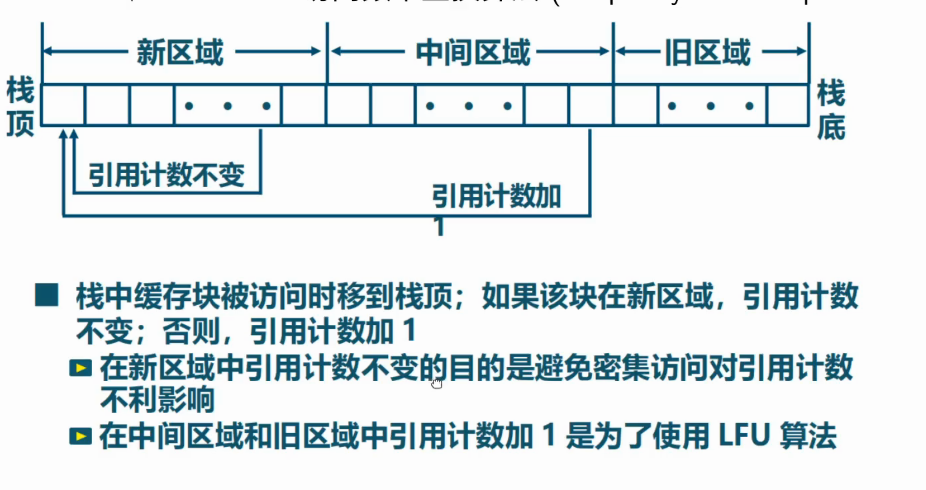 新区域 中间区域 旧区域
栈顶 栈底
引用计数不变
引用计数加
1
栈中缓存块被访问时移到栈顶；如果该块在新区域，引用计数
不变；否则，引用计数加 1
在新区域中引用计数不变的目的是避免密集访问对引用计数
不利影响
在中间区域和旧区域中引用计数加 1 是为了使用 LFU 算法